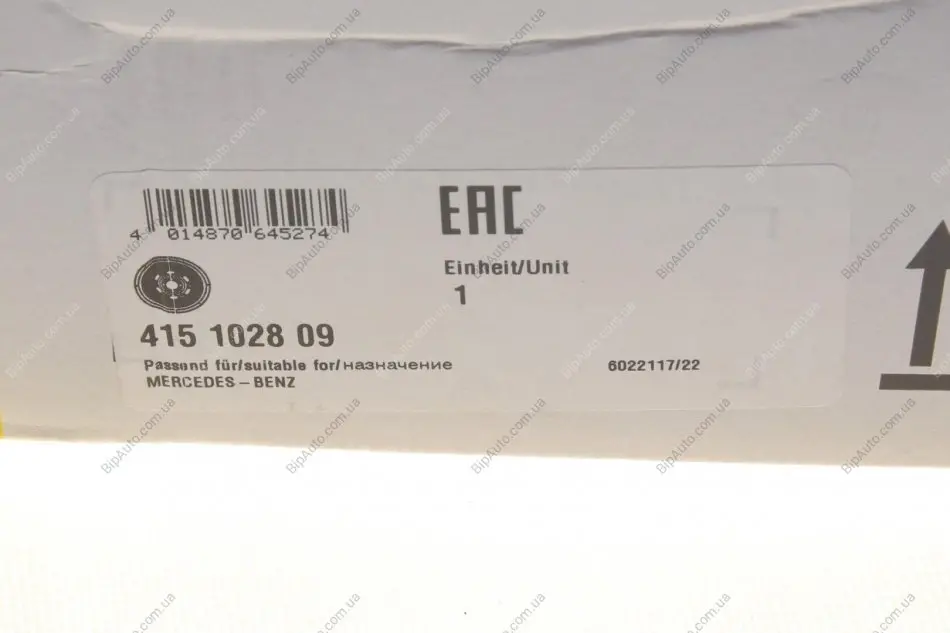 EAC
4 014870 645274
Einheit/Unit
1
415 1028 09
Passend für/suitable for/назначение
MERCEDES – BENZ
6022117/22
BipAuto.com.ua